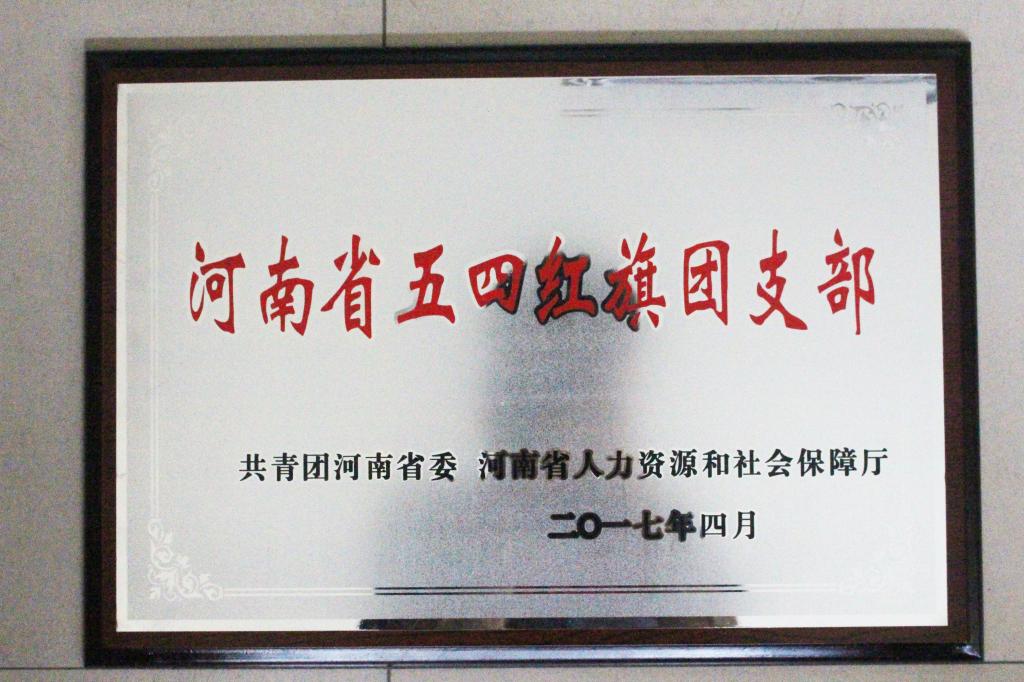 河南省五四红旗团支部
共青团河南省委 河南省人力资源和社会保障厅
二〇一七年四月